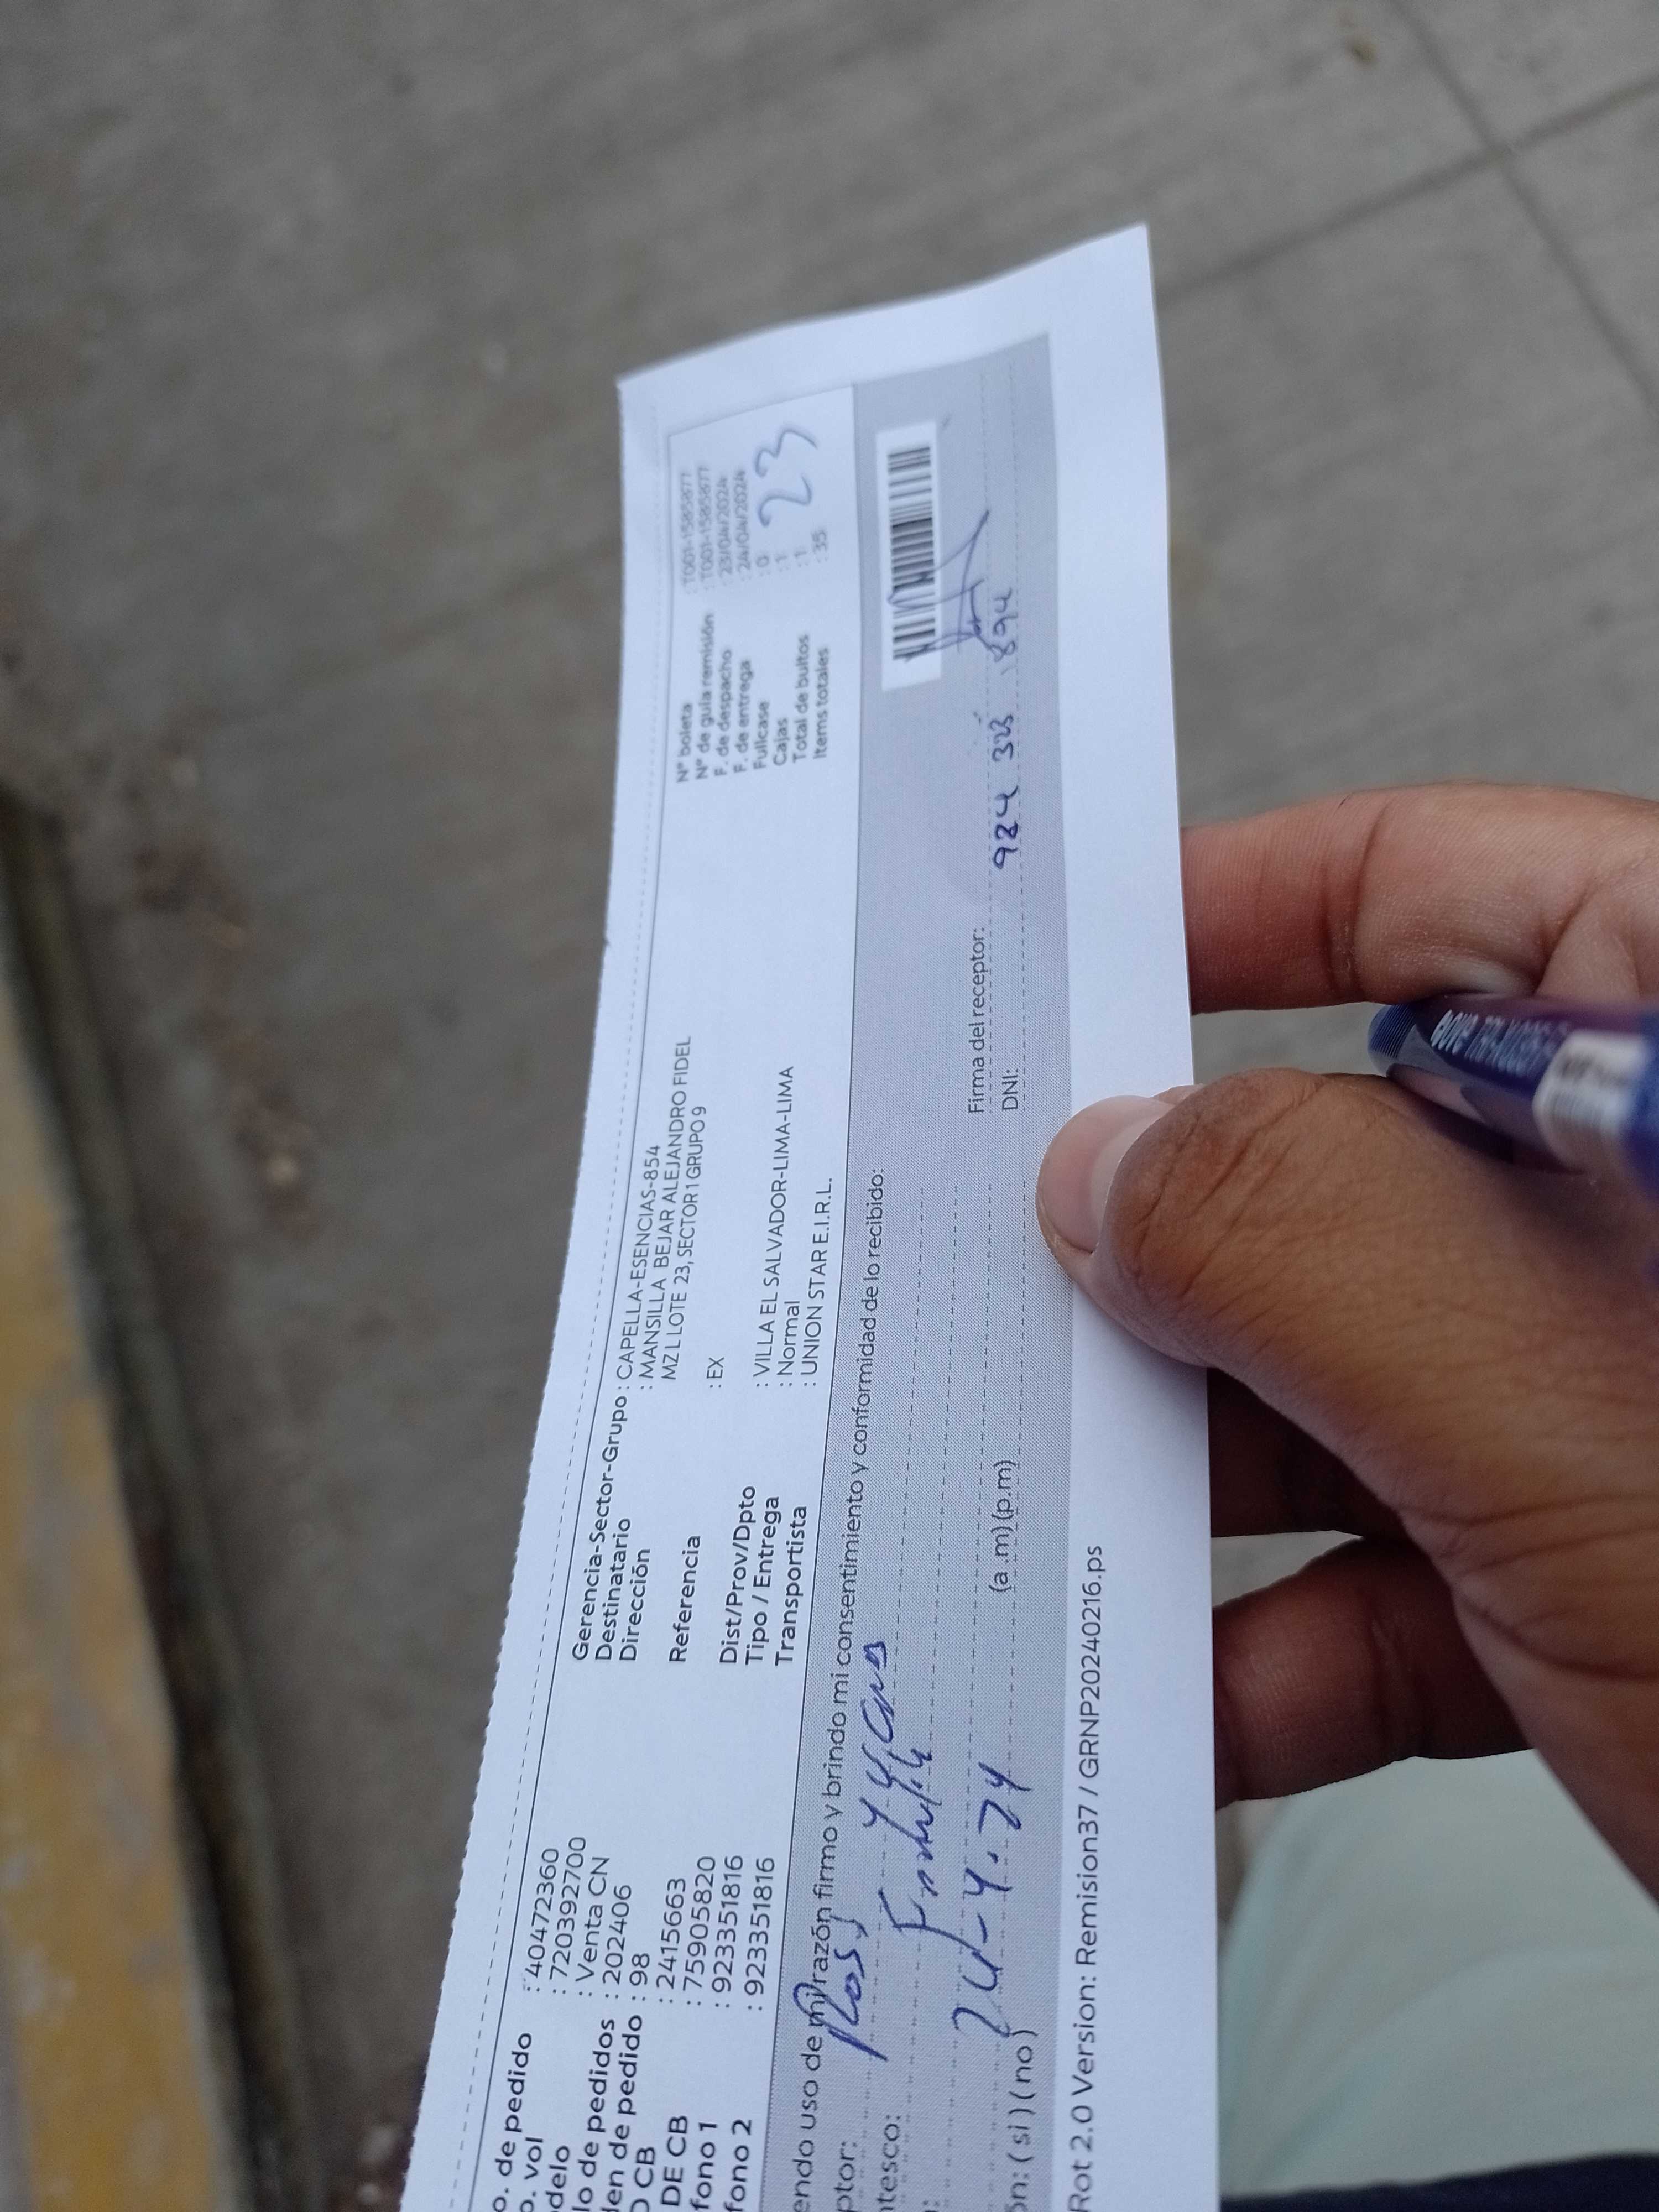 o. de pedido : 404472360
o. vol : 720392700
delo : Venta CN
lo de pedidos : 202406
den de pedido : 98
O CB : 2415663
DE CB : 75905820
fono 1 : 923351816
fono 2 : 923351816
Gerencia-Sector-Grupo : CAPELLA-ESENCIAS-854
Destinatario : MANSILLA BEJAR ALEJANDRO FIDEL
Dirección MZ L LOTE 23, SECTOR 1 GRUPO 9
Referencia : EX
Dist/Prov/Dpto : VILLA EL SALVADOR-LIMA-LIMA
Tipo / Entrega : Normal
Transportista : UNION STAR E.I.R.L.
N° boleta : T001-1585877
N° de guía remisión : T001-1585877
F. de despacho : 23/04/2024
F. de entrega : 24/04/2024
Fullcase : 0
Cajas : 1
Total de bultos : 1
Items totales : 35
23
endo uso de mi razón firmo y brindo mi consentimiento y conformidad de lo recibido:
ptor:
ntesco:
24-4-24
ón: (si) (no) (a.m) (p.m)
Firma del receptor:
DNI: 924 323 894
Rot 2.0 Version: Remision37 / GRNP20240216.ps